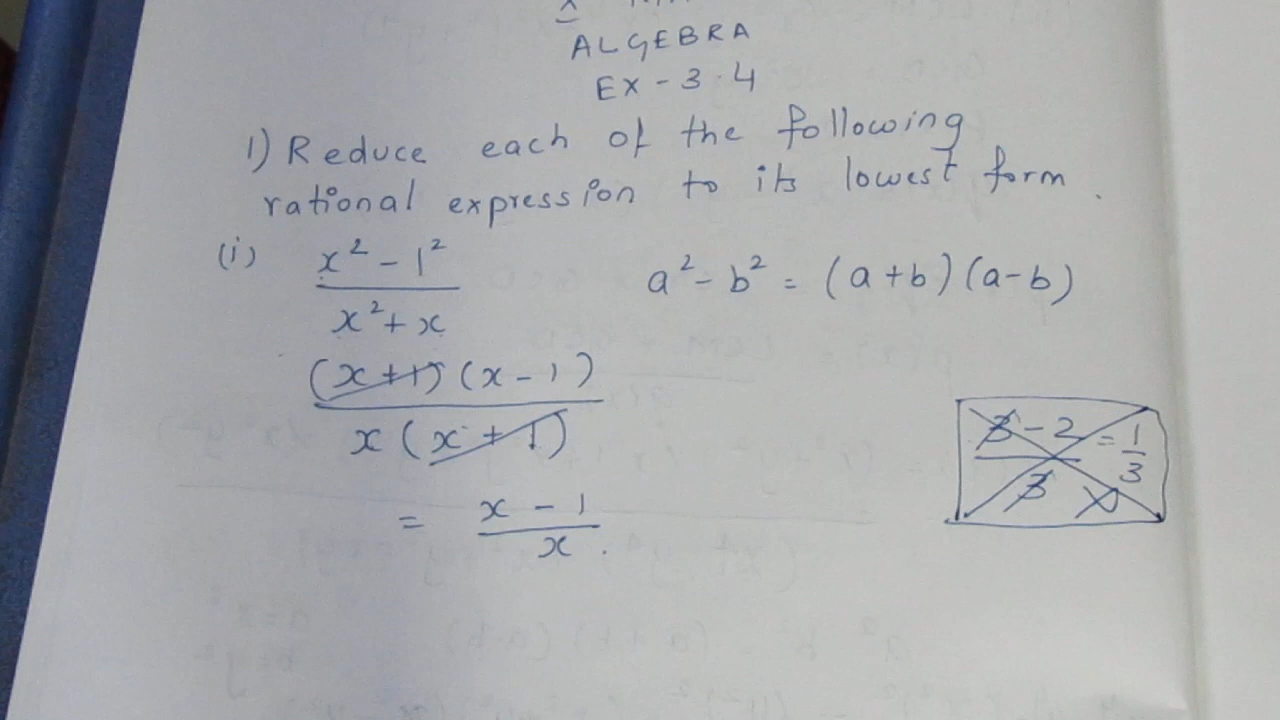 ALGEBRA
EX - 3.4
1) Reduce each of the following
rational expression to its lowest form.
(i) x² - 1² / x² + x
a² - b² = (a+b)(a-b)
(x+1)(x-1) / x(x+1)
= x - 1 / x.
3 - 2 / 3 = 1/3